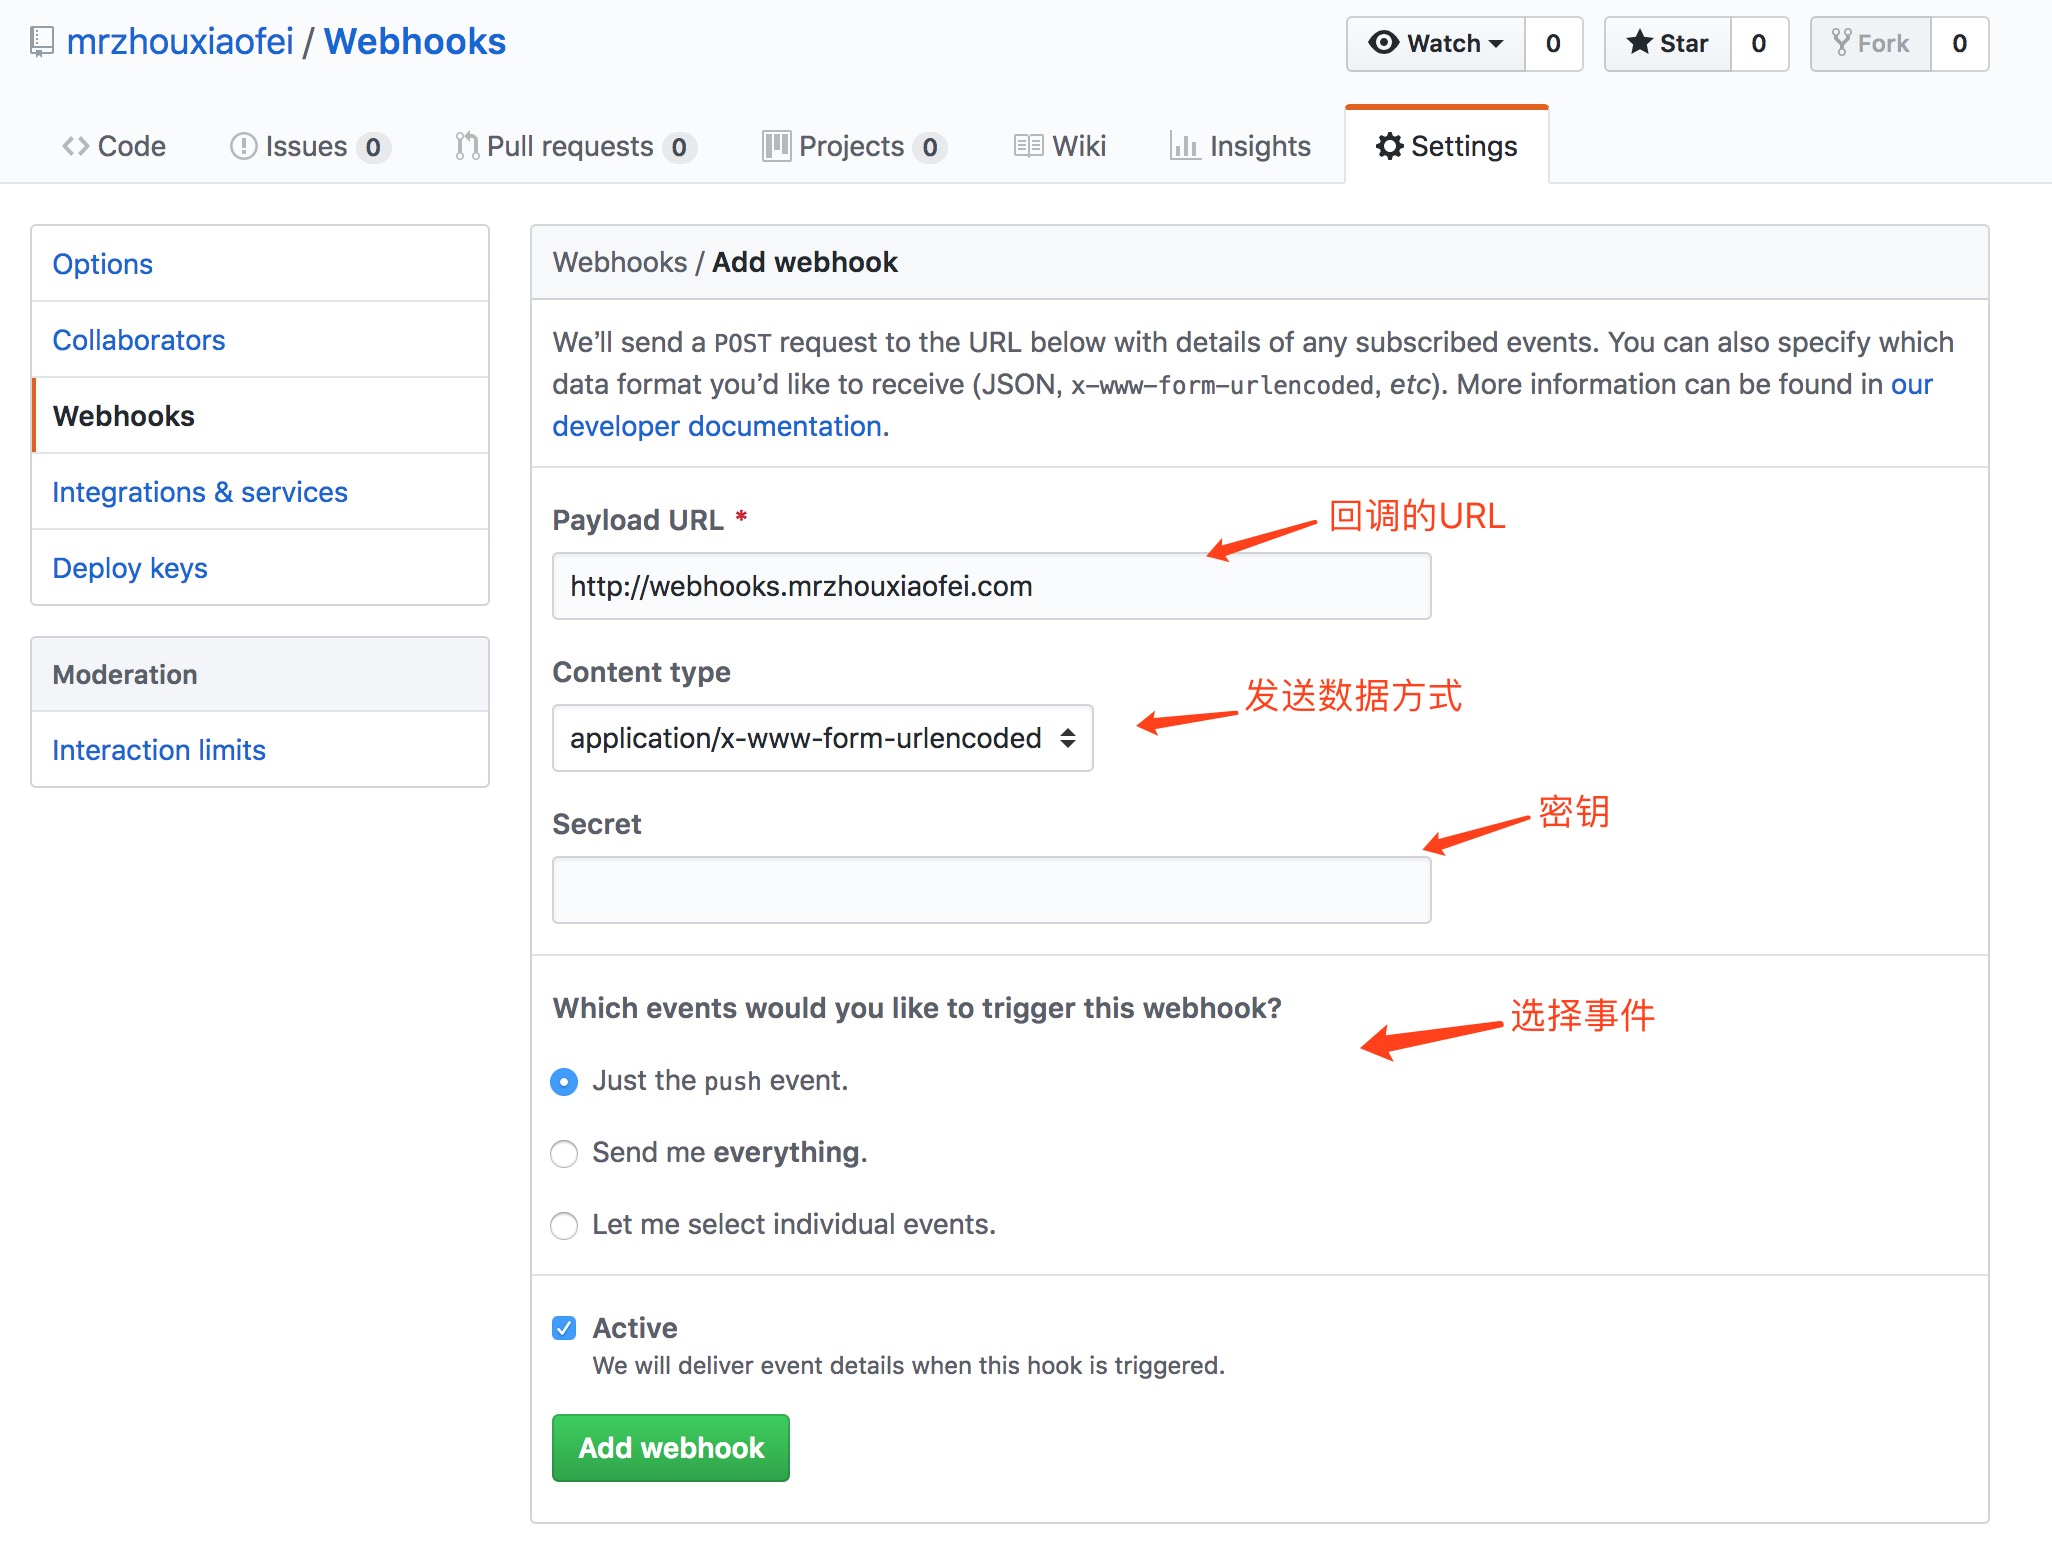 mrzhouxiaofei / Webhooks
Watch 0 Star 0 Fork 0
Code Issues 0 Pull requests 0 Projects 0 Wiki Insights Settings
Options
Collaborators
Webhooks
Integrations & services
Deploy keys
Moderation
Interaction limits
Webhooks / Add webhook
We’ll send a POST request to the URL below with details of any subscribed events. You can also specify which
data format you’d like to receive (JSON, x-www-form-urlencoded, etc). More information can be found in our
developer documentation.
Payload URL *
回调的URL
http://webhooks.mrzhouxiaofei.com
Content type
发送数据方式
application/x-www-form-urlencoded
Secret
密钥
Which events would you like to trigger this webhook?
选择事件
Just the push event.
Send me everything.
Let me select individual events.
Active
We will deliver event details when this hook is triggered.
Add webhook